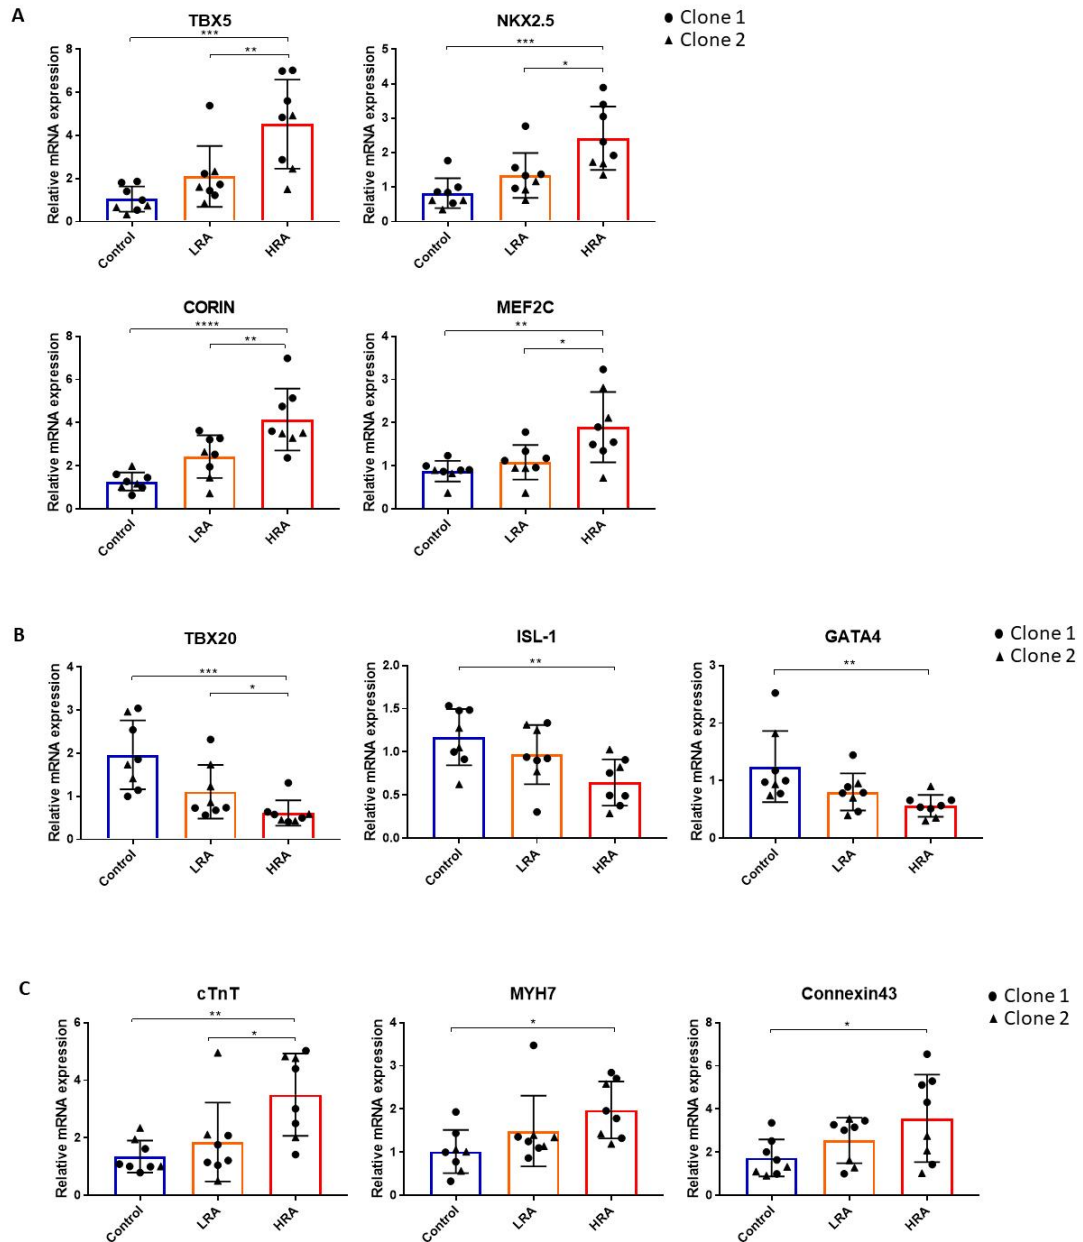 A
TBX5
NKX2.5
Clone 1
Clone 2
***
**
***
*
Relative mRNA expression
8
6
4
2
0
Control
LRA
HRA
Relative mRNA expression
5
4
3
2
1
0
Control
LRA
HRA
CORIN
MEF2C
****
**
**
*
Relative mRNA expression
8
6
4
2
0
Control
LRA
HRA
Relative mRNA expression
4
3
2
1
0
Control
LRA
HRA
B
TBX20
ISL-1
GATA4
Clone 1
Clone 2
***
*
**
**
Relative mRNA expression
4
3
2
1
0
Control
LRA
HRA
Relative mRNA expression
2.0
1.5
1.0
0.5
0.0
Control
LRA
HRA
Relative mRNA expression
3
2
1
0
Control
LRA
HRA
C
cTnT
MYH7
Connexin43
Clone 1
Clone 2
**
*
*
*
Relative mRNA expression
6
4
2
0
Control
LRA
HRA
Relative mRNA expression
4
3
2
1
0
Control
LRA
HRA
Relative mRNA expression
8
6
4
2
0
Control
LRA
HRA